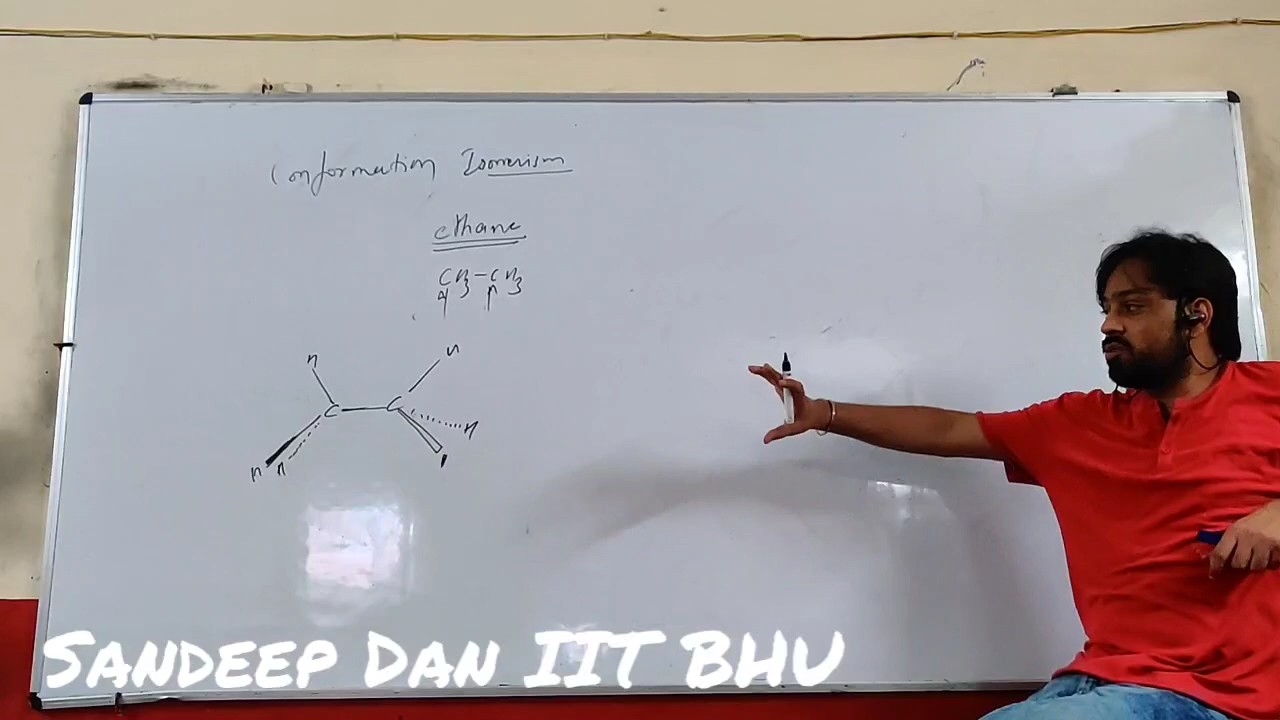 Conformation Isomerism
ethane
CH3-CH3
H H
C C
H
H H
SANDEEP DAN IIT BHU